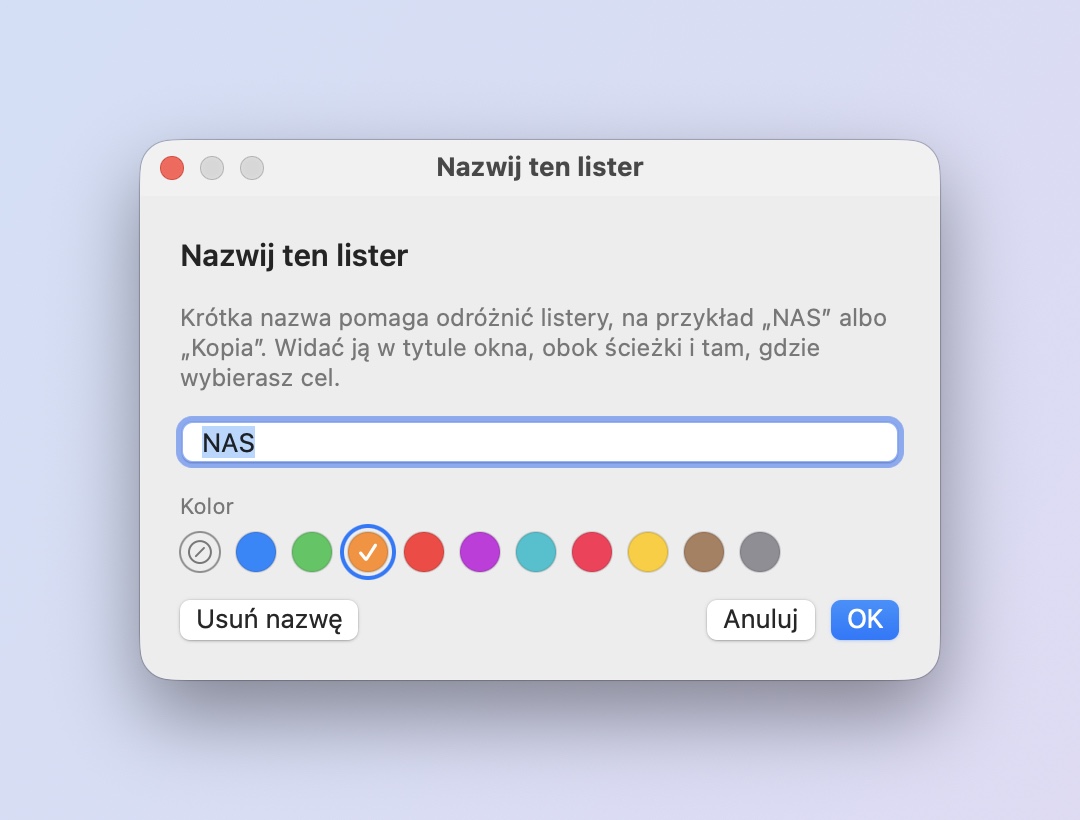 Nazwij ten lister
Nazwij ten lister
Krótka nazwa pomaga odróżnić listery, na przykład „NAS” albo
„Kopia”. Widać ją w tytule okna, obok ścieżki i tam, gdzie
wybierasz cel.
NAS
Kolor
Usuń nazwę
Anuluj
OK